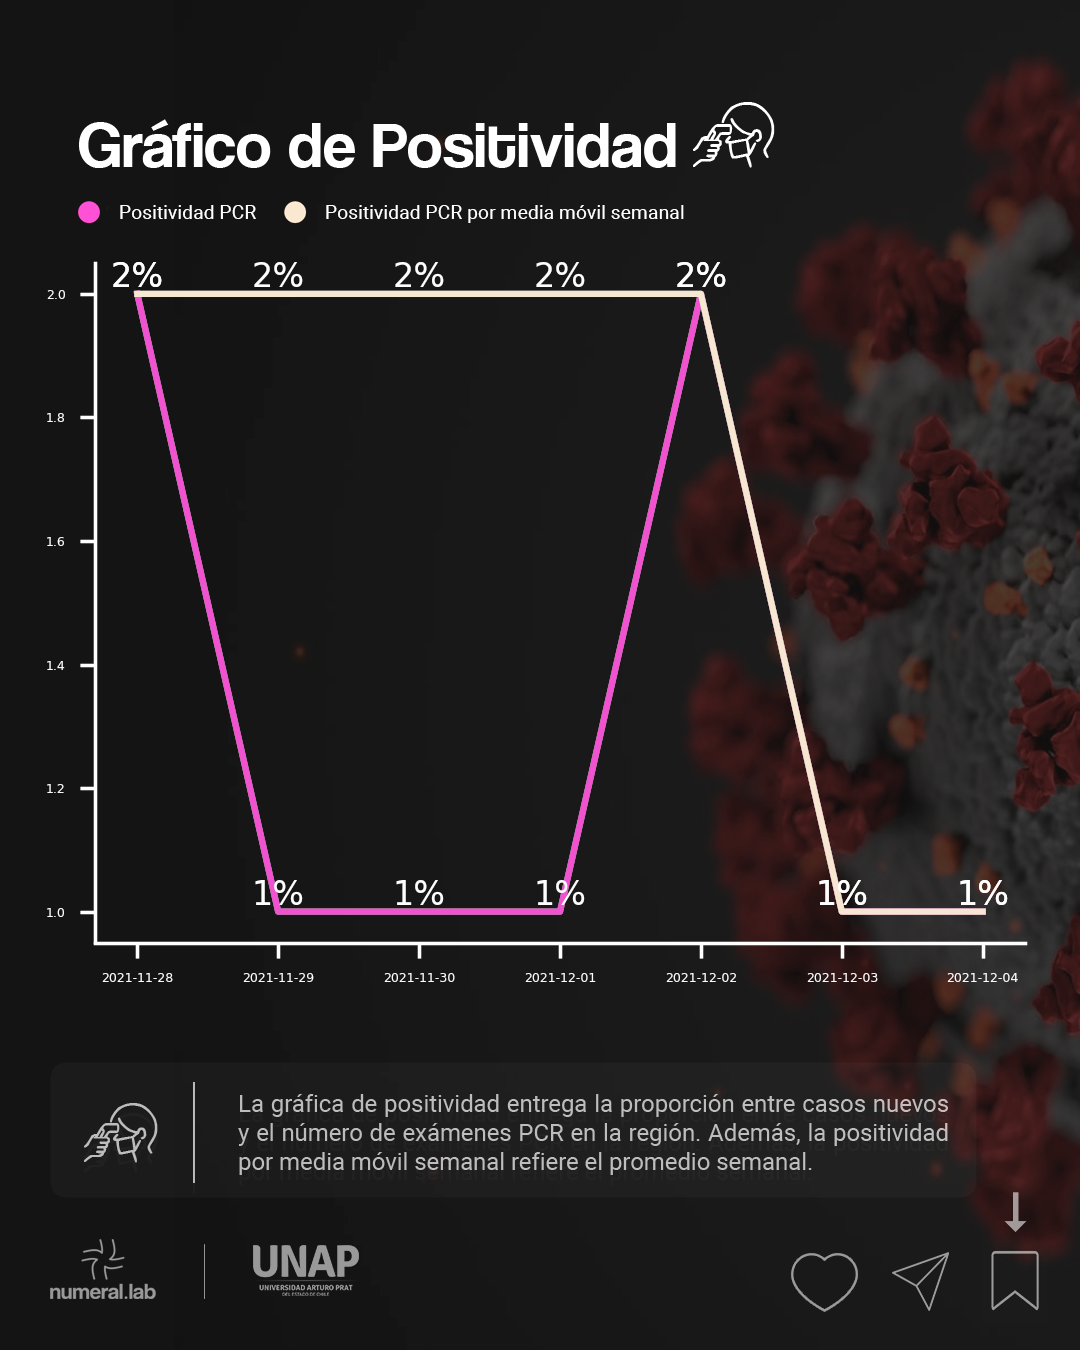 Gráfico de Positividad
Positividad PCR Positividad PCR por media móvil semanal
2% 2% 2% 2% 2%
2.0
1.8
1.6
1.4
1.2
1% 1% 1% 1% 1%
1.0
2021-11-28 2021-11-29 2021-11-30 2021-12-01 2021-12-02 2021-12-03 2021-12-04
La gráfica de positividad entrega la proporción entre casos nuevos
y el número de exámenes PCR en la región. Además, la positividad
por media móvil semanal refiere el promedio semanal.
numeral.lab
UNAP
UNIVERSIDAD ARTURO PRAT
DEL ESTADO DE CHILE